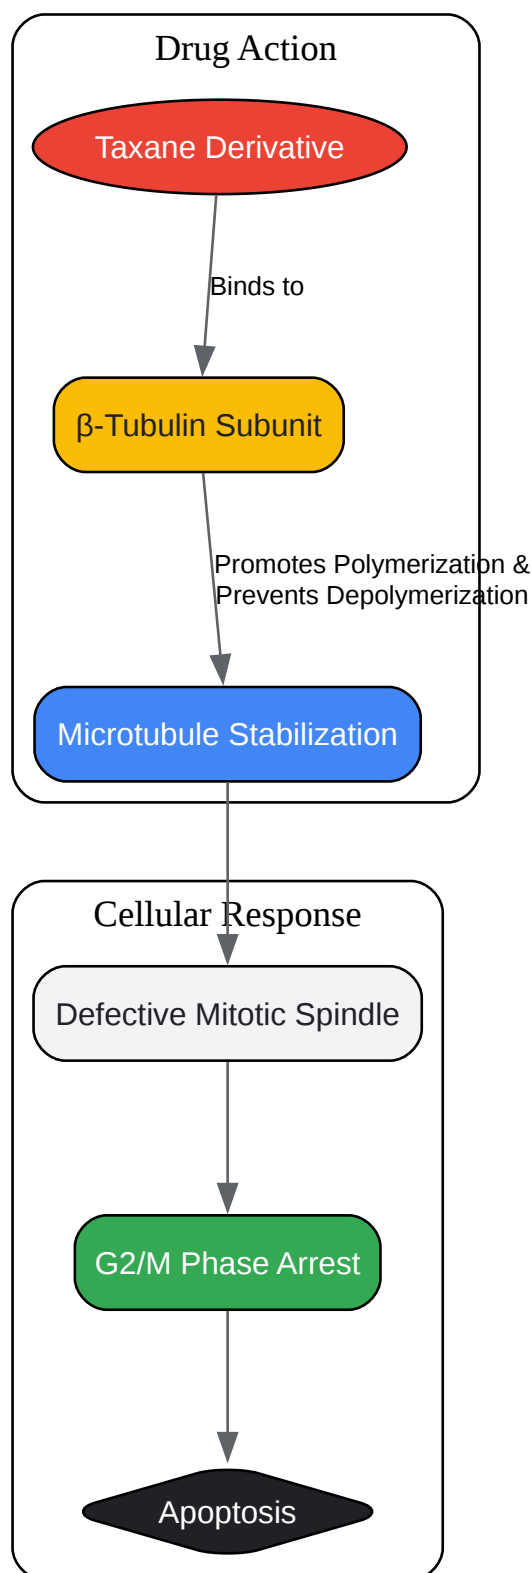 Drug Action
Taxane Derivative
Binds to
β-Tubulin Subunit
Promotes Polymerization &
Prevents Depolymerization
Microtubule Stabilization
Cellular Response
Defective Mitotic Spindle
G2/M Phase Arrest
Apoptosis